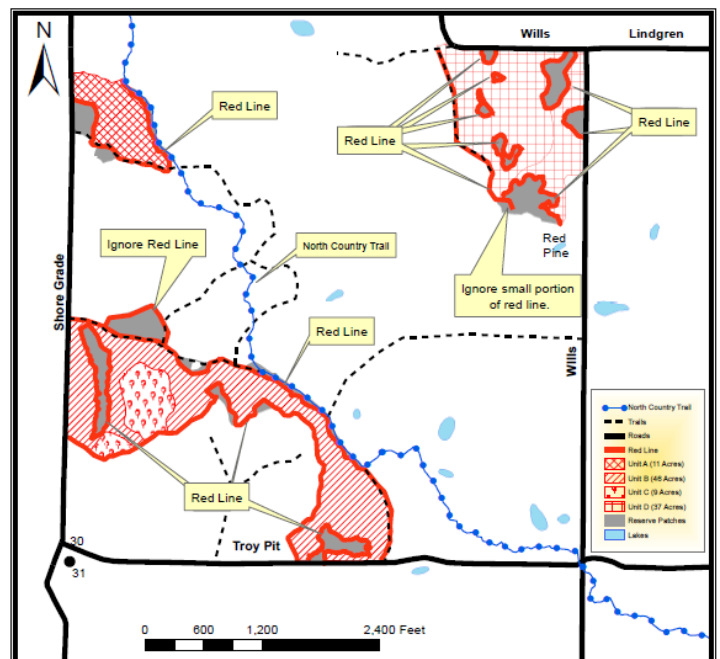 N
Wills
Lindgren
Red Line
Red Line
Red Line
Ignore Red Line
North Country Trail
Red
Pine
Ignore small portion
of red line.
Shore Grade
Red Line
Wills
North Country Trail
Trails
Roads
Red Line
Unit A (11 Acres)
Unit B (46 Acres)
Unit C (9 Acres)
Unit D (37 Acres)
Reserve Patches
Lakes
Red Line
30
Troy Pit
31
0 600 1,200 2,400 Feet